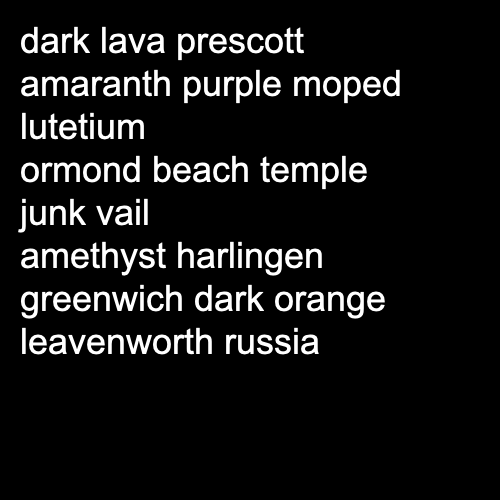 dark lava prescott
amaranth purple moped
lutetium
ormond beach temple
junk vail
amethyst harlingen
greenwich dark orange
leavenworth russia